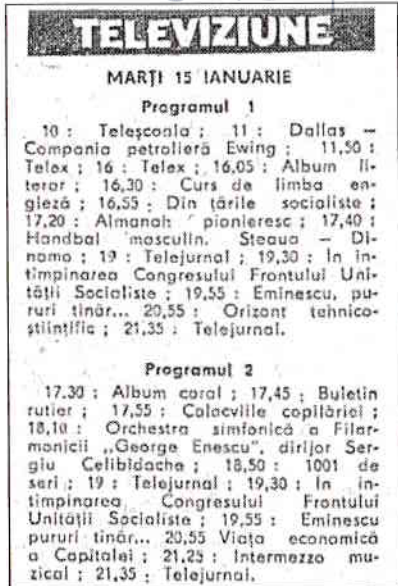 TELEVIZIUNE
MARȚI 15 IANUARIE
Programul 1
10 : Teleșcoala ; 11 : Dallas —
Compania petrolieră Ewing ; 11,50 :
Telex ; 16 : Telex ; 16,05 : Album li-
terar ; 16,30 : Curs de limba en-
gleză ; 16,55 : Din țările socialiste ;
17,20 : Almanah pionieresc ; 17,40 :
Handbal masculin. Steaua — Di-
namo ; 19 : Telejurnal ; 19,30 : In în-
timpinarea Congresului Frontului Uni-
tății Socialiste ; 19,55 : Eminescu, pu-
ruri tînăr... 20,55 : Orizont tehnico-
științific ; 21,35 : Telejurnal.
Programul 2
17.30 : Album coral ; 17,45 : Buletin
rutier ; 17,55 : Colocviile copilăriei ;
18,10 : Orchestra simfonică a Filar-
monicii „George Enescu", dirijor Ser-
giu Celibidache ; 18,50 : 1001 de
seri ; 19 : Telejurnal ; 19,30 : In în-
timpinarea Congresului Frontului
Unității Socialiste ; 19,55 : Eminescu
pururi tînăr... 20,55 Viața economică
a Capitalei ; 21,25 : Intermezzo mu-
zical ; 21,35 : Telejurnal.